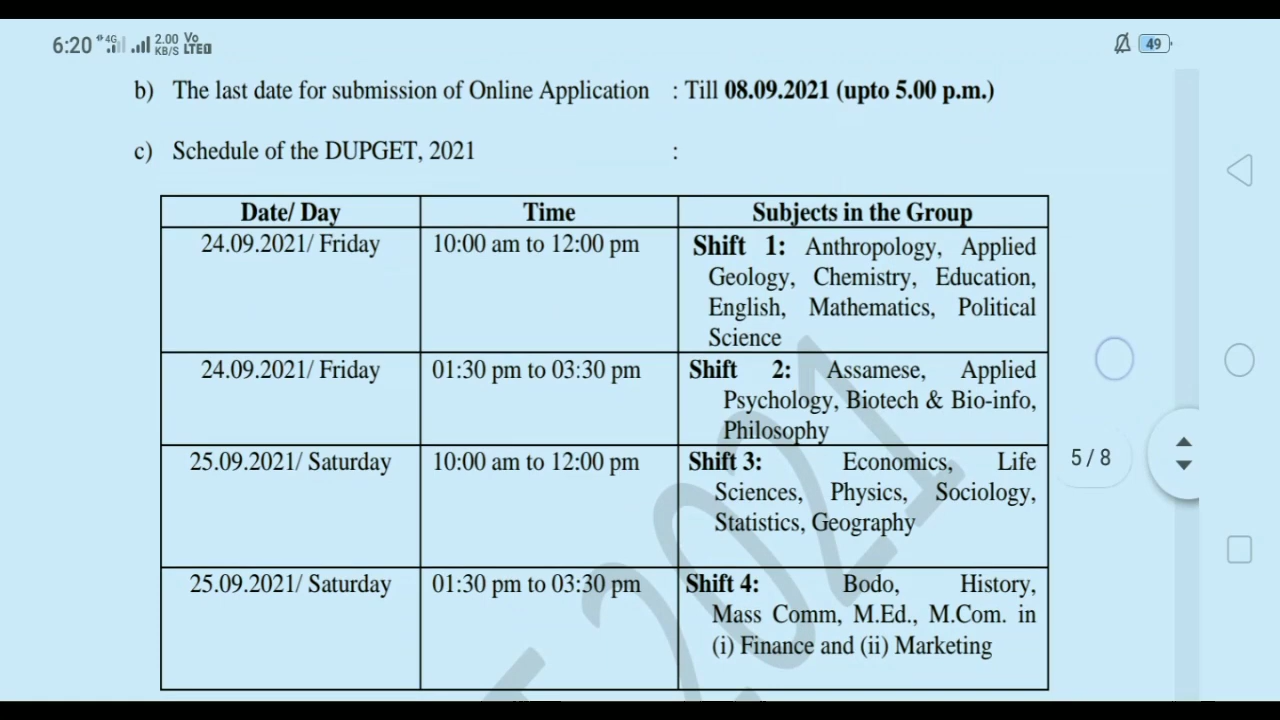 6:20 4G 2.00 KB/S Vo LTE 49
b) The last date for submission of Online Application : Till 08.09.2021 (upto 5.00 p.m.)
c) Schedule of the DUPGET, 2021 :
Date/ Day Time Subjects in the Group
24.09.2021/ Friday 10:00 am to 12:00 pm Shift 1: Anthropology, Applied
Geology, Chemistry, Education,
English, Mathematics, Political
Science
24.09.2021/ Friday 01:30 pm to 03:30 pm Shift 2: Assamese, Applied
Psychology, Biotech & Bio-info,
Philosophy
5 / 8
25.09.2021/ Saturday 10:00 am to 12:00 pm Shift 3: Economics, Life
Sciences, Physics, Sociology,
Statistics, Geography
25.09.2021/ Saturday 01:30 pm to 03:30 pm Shift 4: Bodo, History,
Mass Comm, M.Ed., M.Com. in
(i) Finance and (ii) Marketing
2021